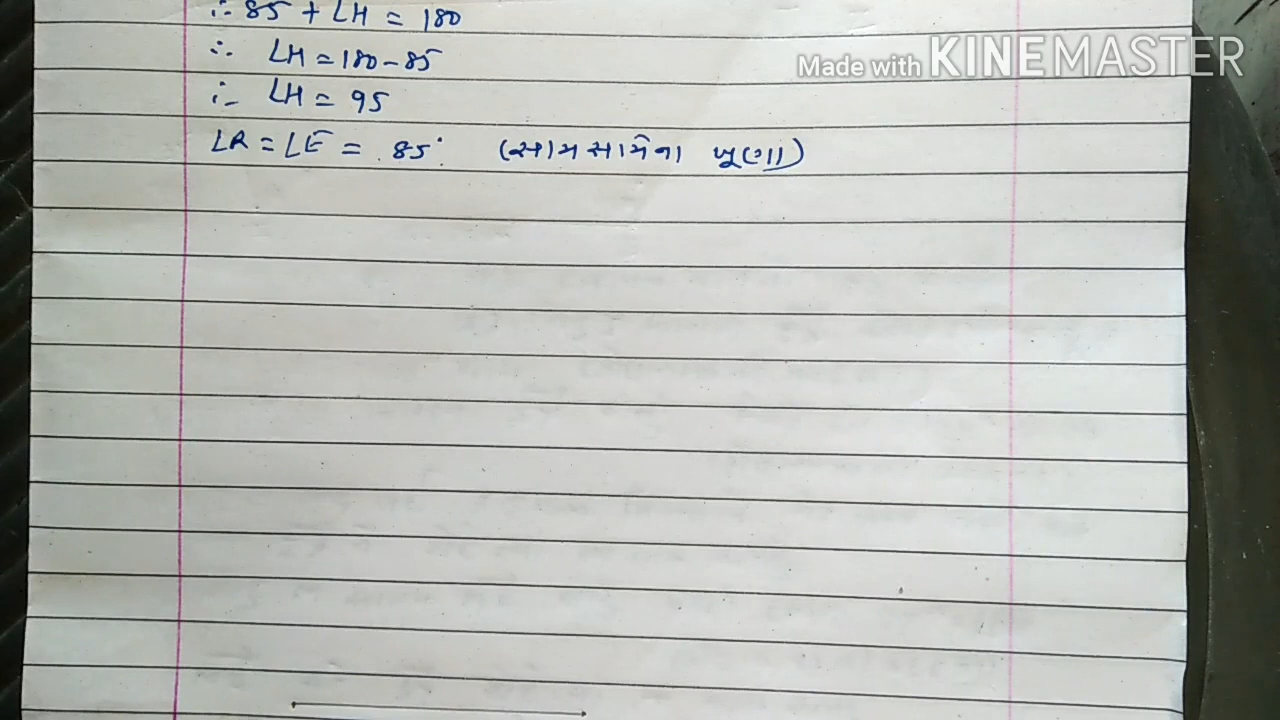 ∴ 85 + ∠H = 180
Made with KINEMASTER
∴ ∠H = 180 - 85
∴ ∠H = 95
∠R = ∠E = 85° (સામસામેના ખૂણા)